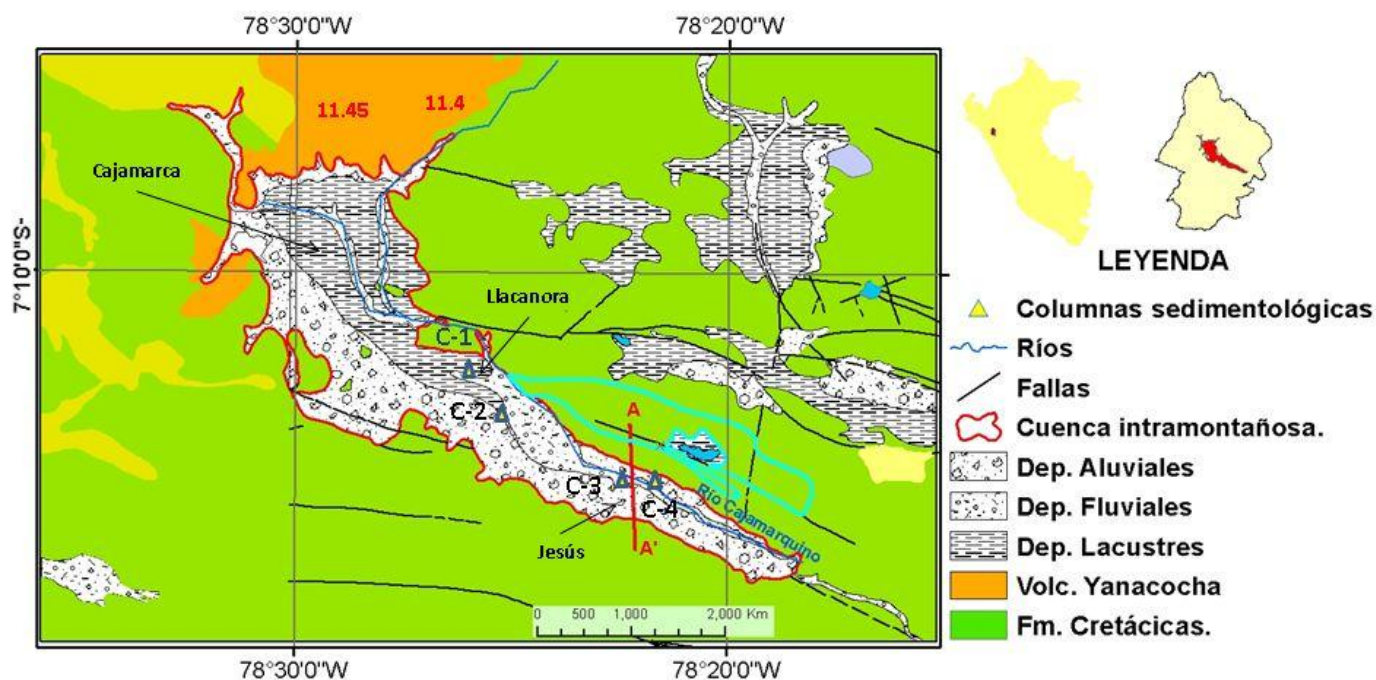 78°30'0"W
78°20'0"W
11.45
11.4
Cajamarca
7°10'0"S-
Llacanora
C-1
C-2
A
C-3
C-4
Río Cajamarquino
Jesús
A'
0 500 1,000 2,000 Km
78°30'0"W
78°20'0"W
LEYENDA
Columnas sedimentológicas
Ríos
Fallas
Cuenca intramontañosa.
Dep. Aluviales
Dep. Fluviales
Dep. Lacustres
Volc. Yanacocha
Fm. Cretácicas.